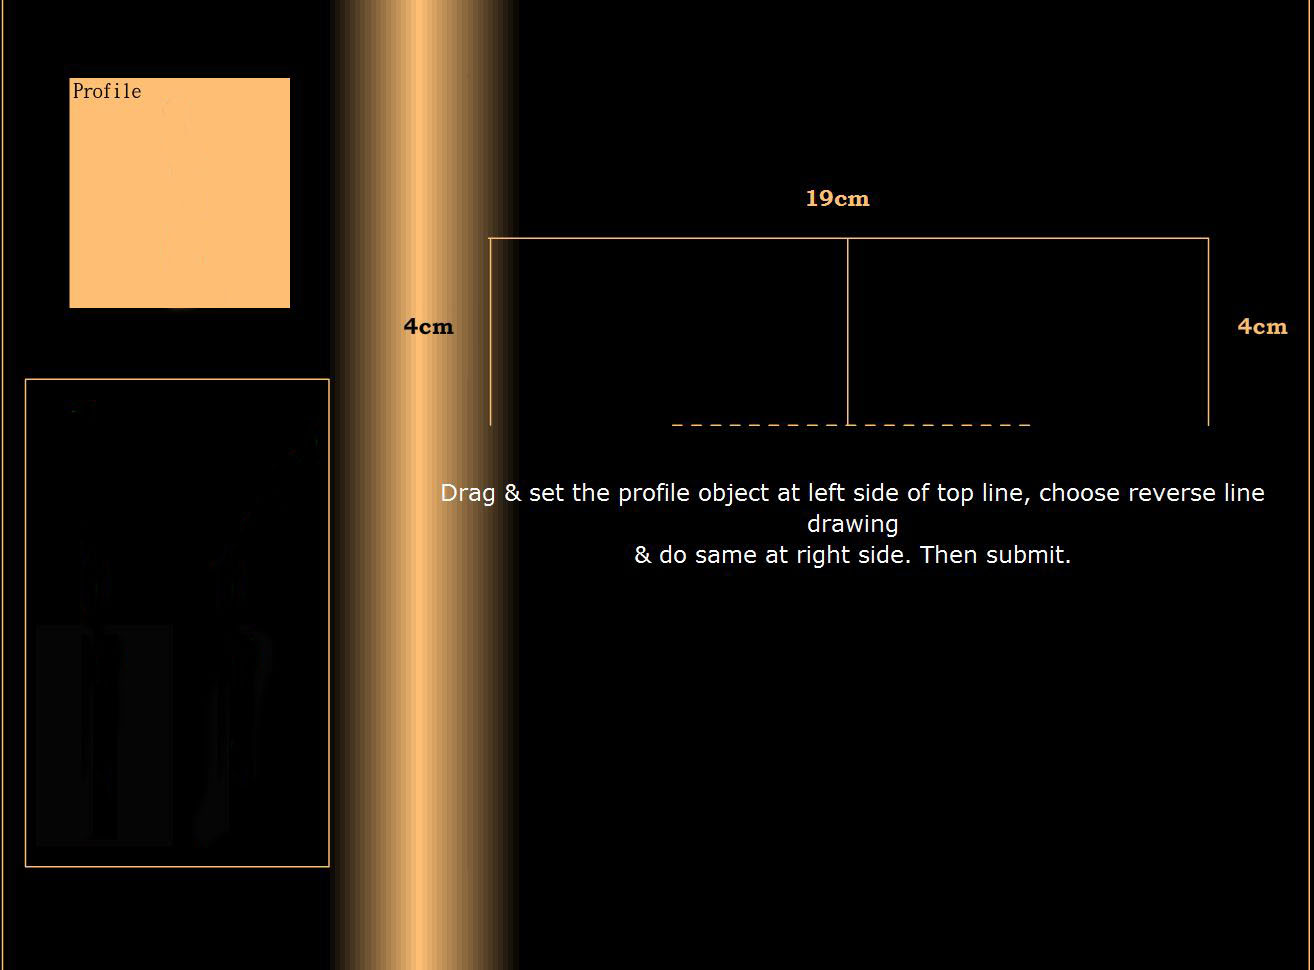 Profile
19cm
4cm
4cm
Drag & set the profile object at left side of top line, choose reverse line
drawing
& do same at right side. Then submit.